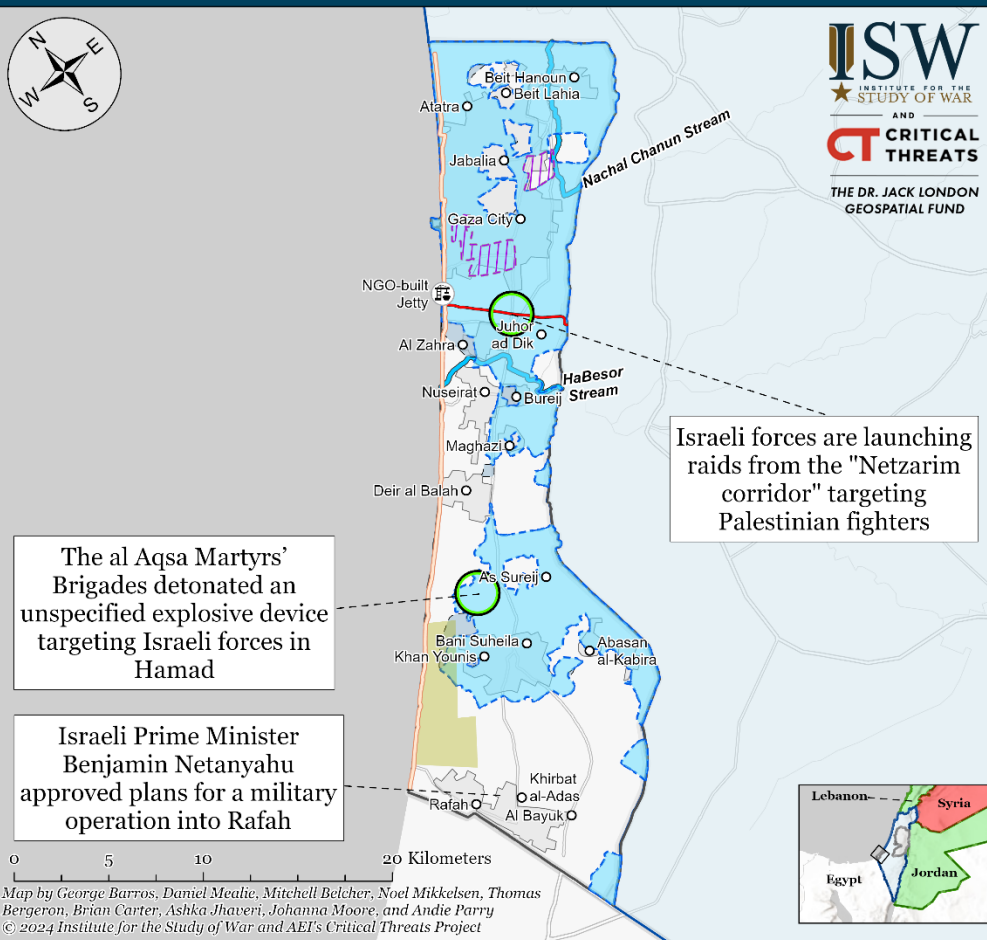 N
E
W
S
ISW
INSTITUTE FOR THE
STUDY OF WAR
AND
CT CRITICAL
THREATS
THE DR. JACK LONDON
GEOSPATIAL FUND
Beit Hanoun
Beit Lahia
Atatra
Nachal Chanun Stream
Jabalia
Gaza City
NGO-built
Jetty
Juhor
ad Dik
Al Zahra
HaBesor
Stream
Nuseirat
Bureij
Maghazi
Deir al Balah
Israeli forces are launching
raids from the "Netzarim
corridor" targeting
Palestinian fighters
The al Aqsa Martyrs’
Brigades detonated an
unspecified explosive device
targeting Israeli forces in
Hamad
As Sureij
Bani Suheila
Khan Younis
Abasan
al-Kabira
Israeli Prime Minister
Benjamin Netanyahu
approved plans for a military
operation into Rafah
Khirbat
al-Adas
Rafah
Al Bayuk
Lebanon
Syria
Egypt
Jordan
0 5 10 20 Kilometers
Map by George Barros, Daniel Mealie, Mitchell Belcher, Noel Mikkelsen, Thomas
Bergeron, Brian Carter, Ashka Jhaveri, Johanna Moore, and Andie Parry
© 2024 Institute for the Study of War and AEI's Critical Threats Project